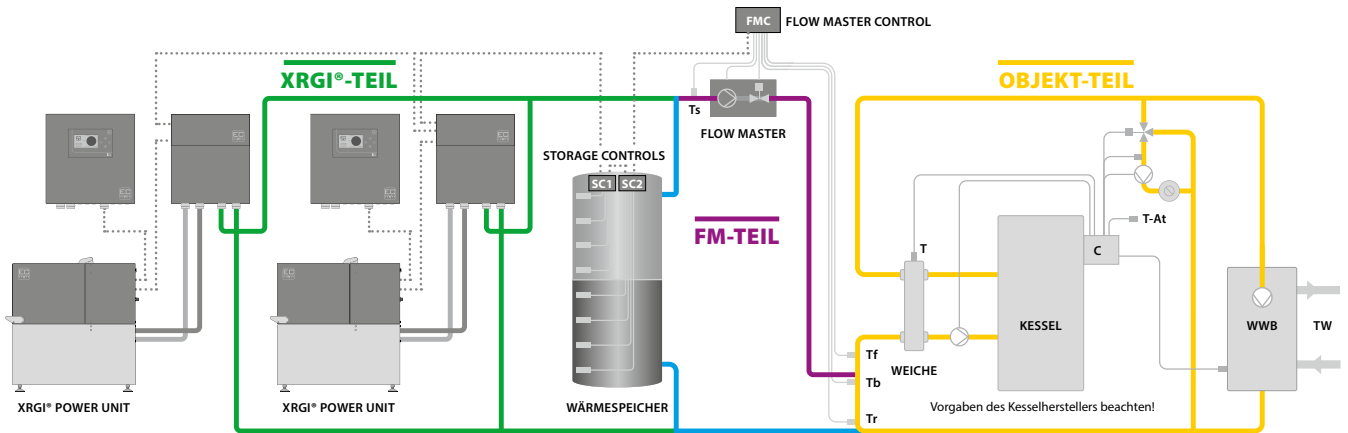 FMC
FLOW MASTER CONTROL
XRGI®-TEIL
OBJEKT-TEIL
Ts
FLOW MASTER
STORAGE CONTROLS
SC1
SC2
FM-TEIL
T
T-At
C
KESSEL
WWB
TW
Tf
WEICHE
Tb
XRGI® POWER UNIT
XRGI® POWER UNIT
WÄRMESPEICHER
Vorgaben des Kesselherstellers beachten!
Tr